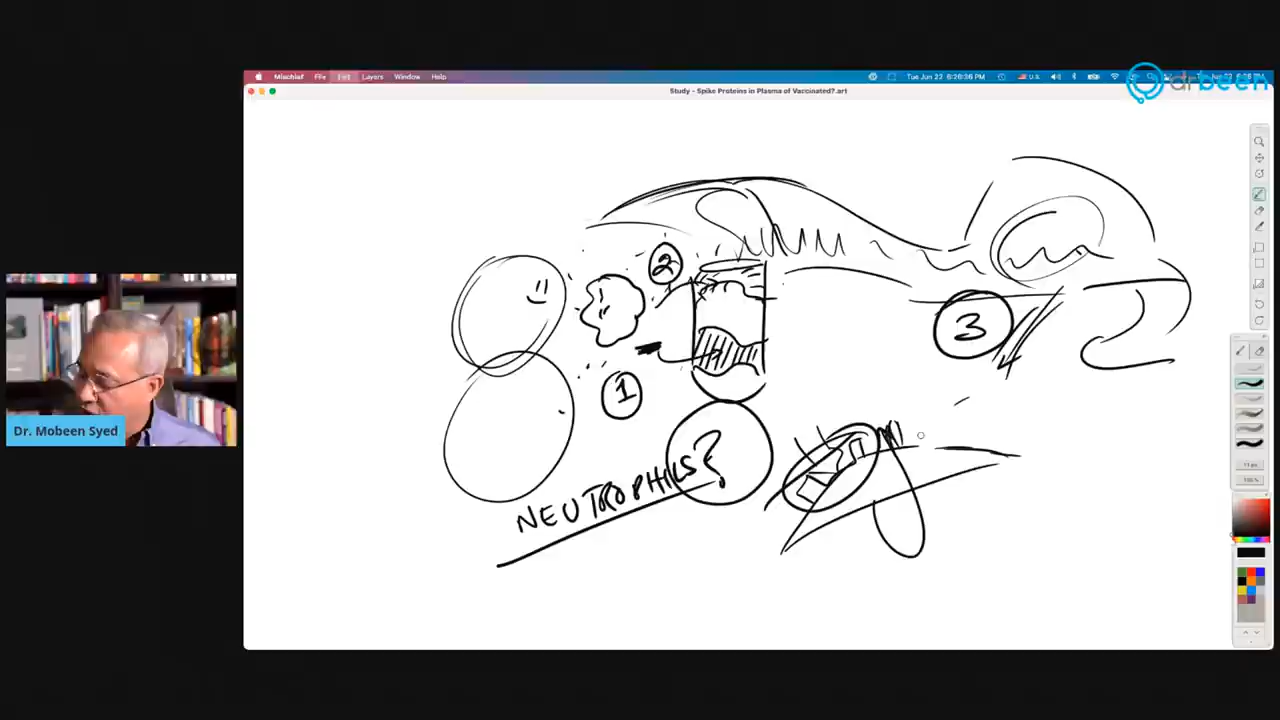 Mischief File Edit Layers Window Help
Tue Jun 22 6:26:36 PM
drbeen
Study - Spike Proteins in Plasma of Vaccinated?.art
2
3
1
?
NEUTROPHILS
Dr. Mobeen Syed